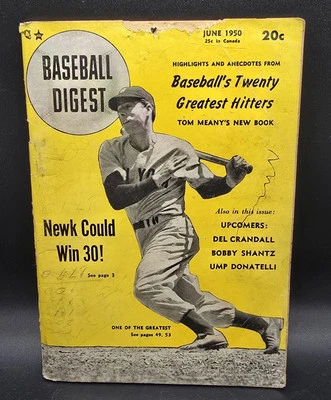 JUNE 1950
25c in Canada
20c
BASEBALL
DIGEST
HIGHLIGHTS AND ANECDOTES FROM
Baseball's Twenty
Greatest Hitters
TOM MEANY'S NEW BOOK
Newk Could
Win 30!
See page 3
Also in this issue:
UPCOMERS:
DEL CRANDALL
BOBBY SHANTZ
UMP DONATELLI
ONE OF THE GREATEST
See pages 49, 53